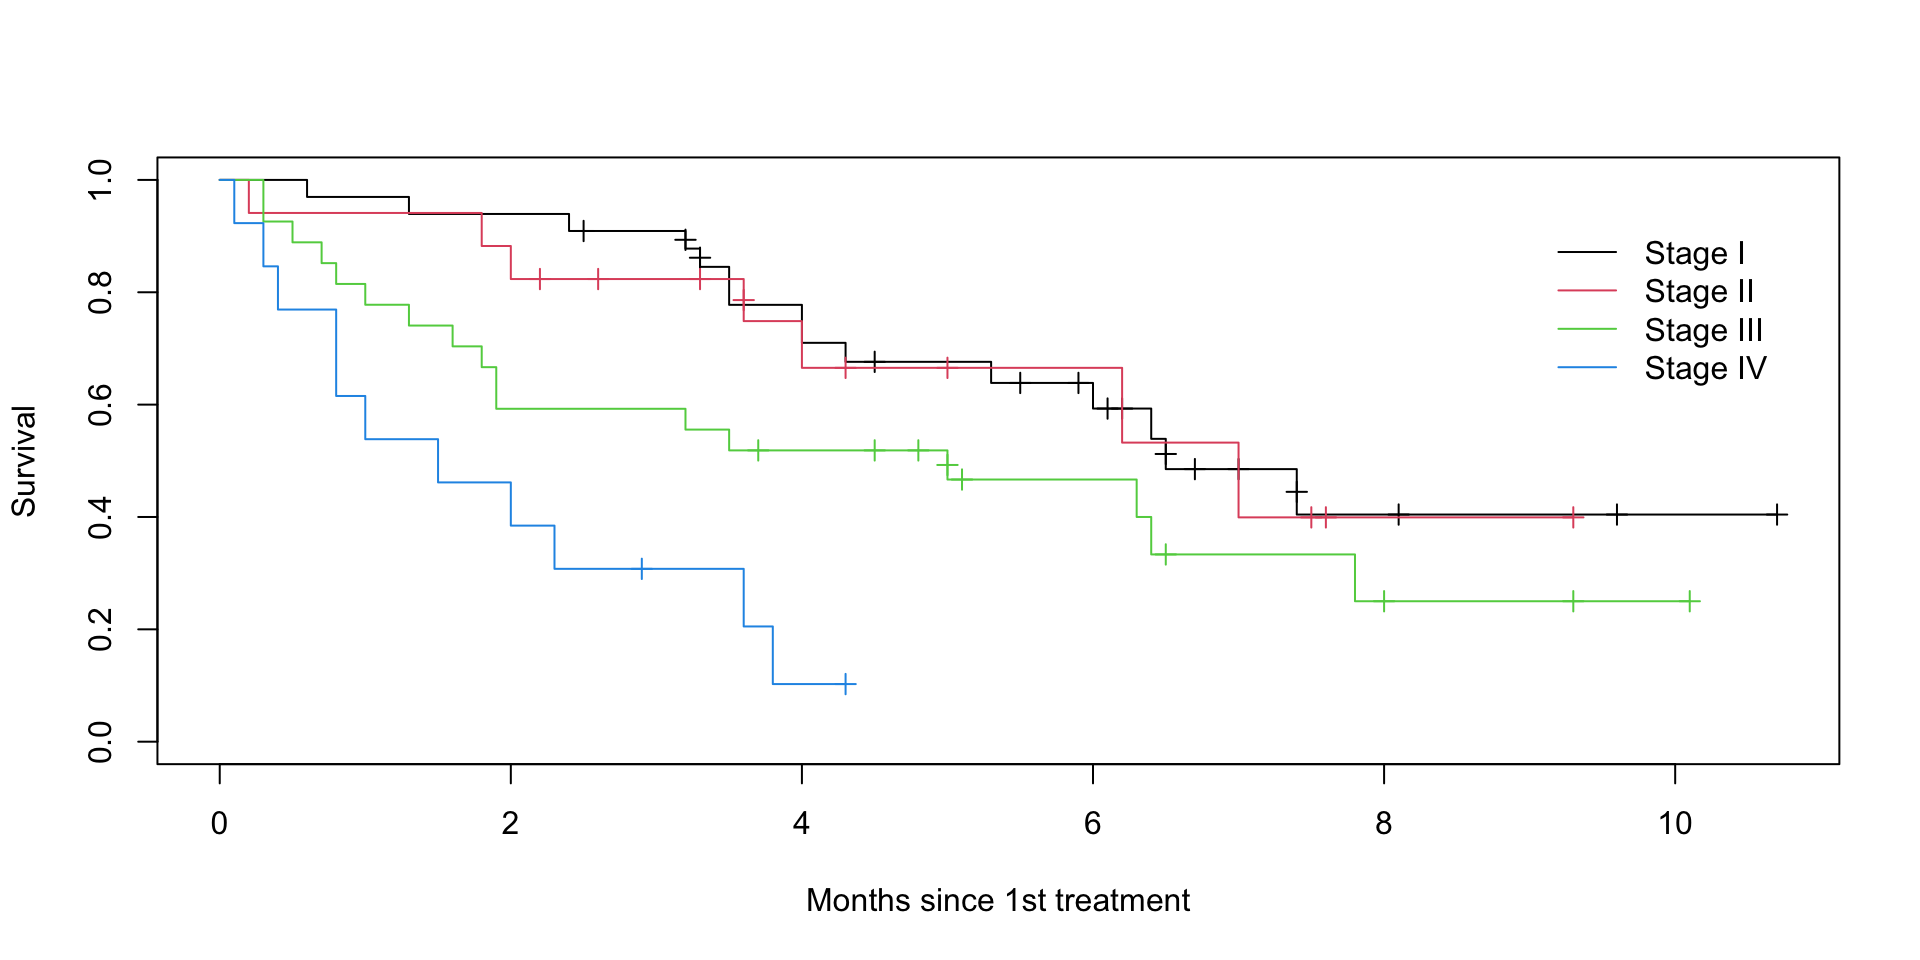 Survival
1.0
0.8
0.6
0.4
0.2
0.0
Stage I
Stage II
Stage III
Stage IV
0 2 4 6 8 10
Months since 1st treatment